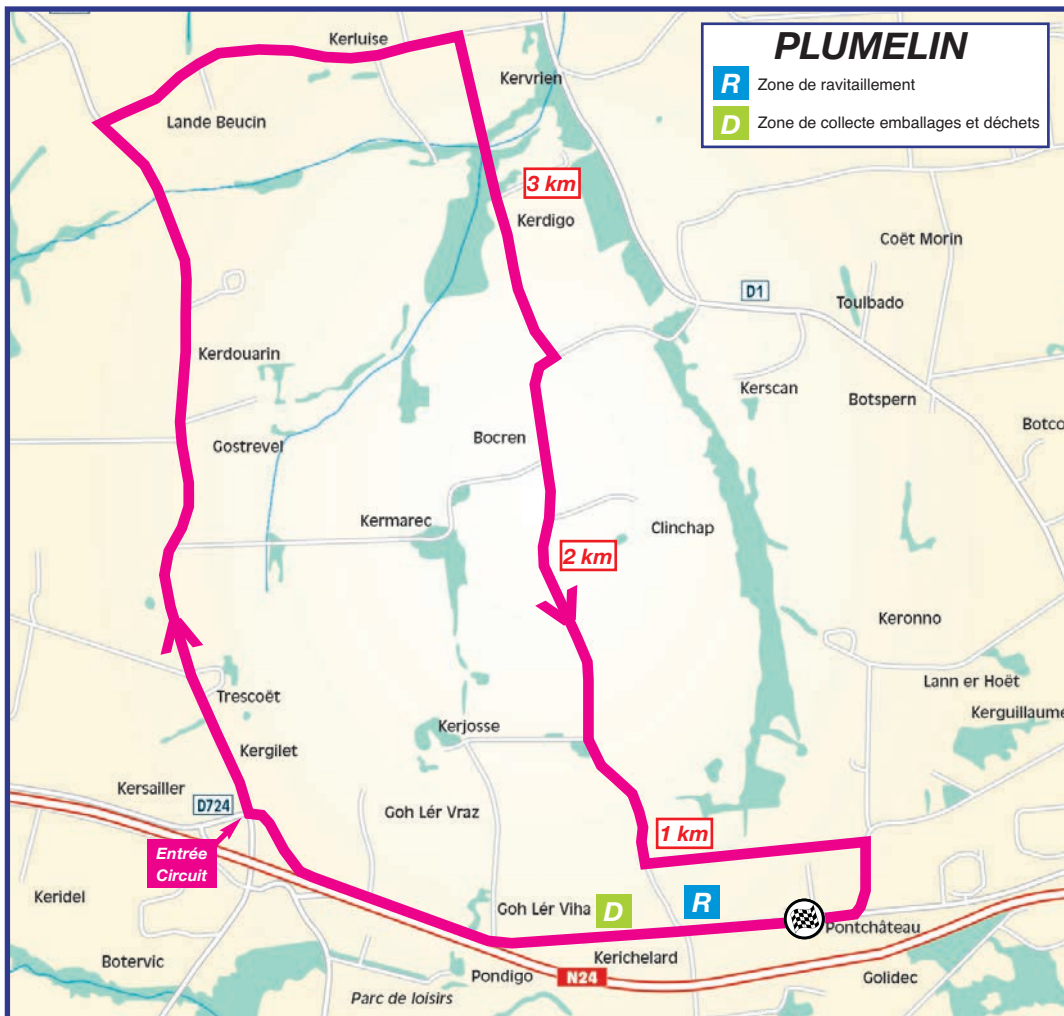 PLUMELIN
R Zone de ravitaillement
D Zone de collecte emballages et déchets
Kerluise
Kervrien
Lande Beucin
3 km
Kerdigo
Coët Morin
D1
Toulbado
Kerdouarin
Kerscan
Botspern
Botco
Bocren
Gostrevel
Kermarec
Clinchap
2 km
Keronno
Lann er Hoët
Trescoët
Kerguillaume
Kerjosse
Kergilet
Kersailler
D724
Goh Lér Vraz
1 km
Entrée
Circuit
Keridel
Goh Lér Viha
D
R
Pontchâteau
Kerichelard
Botervic
Pondigo
N24
Golidec
Parc de loisirs